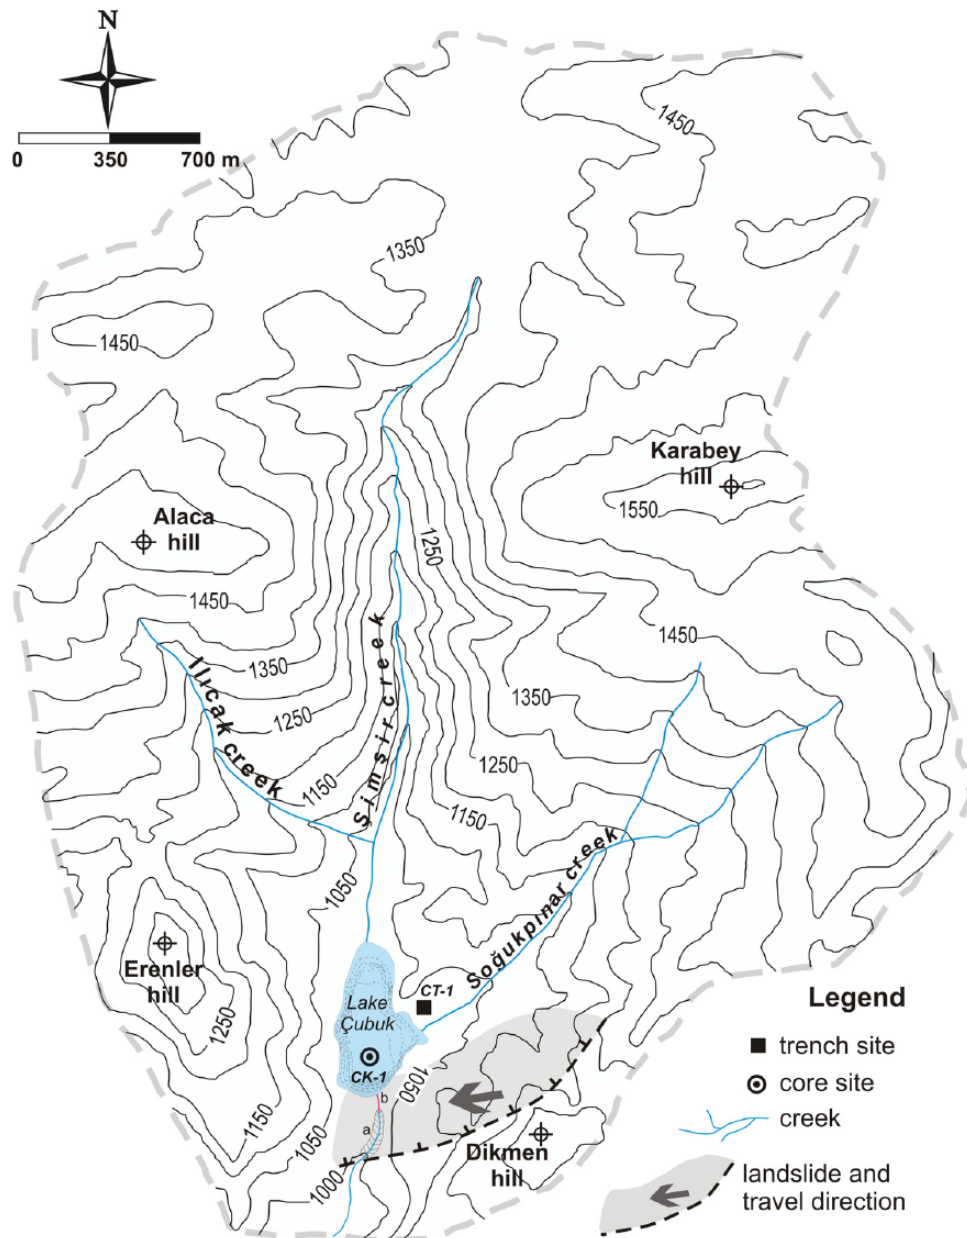 N
0 350 700 m
1450
1350
1450
Karabey
hill
1550
Alaca
hill
1250
1450
1450
1350
1350
Ilıcak creek
Şimşir creek
1250
1250
1150
1150
Soğukpınar creek
1050
Erenler
hill
1250
Lake
Çubuk
CT-1
CK-1
b
a
1050
1150
1050
1000
Dikmen
hill
Legend
trench site
core site
creek
landslide and
travel direction